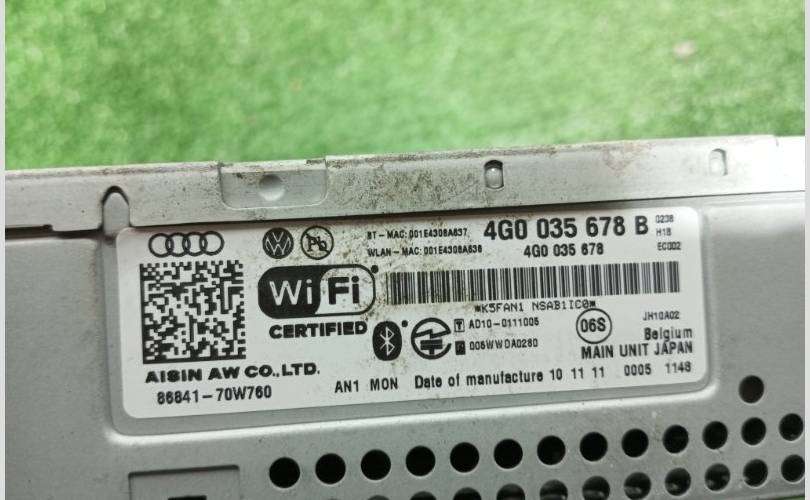 BT-MAC:001E4308A637
4G0 035 678 B
0236
H18
WLAN-MAC:001E4308A638
4G0 035 678
EC002
Wi Fi
CERTIFIED
*K5FAN1 NSAB1IC0*
T AD10-0111005
005WWDA0280
06S
JH10A02
Belgium
MAIN UNIT JAPAN
AISIN AW CO.,LTD.
86841-70W760
AN1 MON Date of manufacture 10 11 11 0005 1148